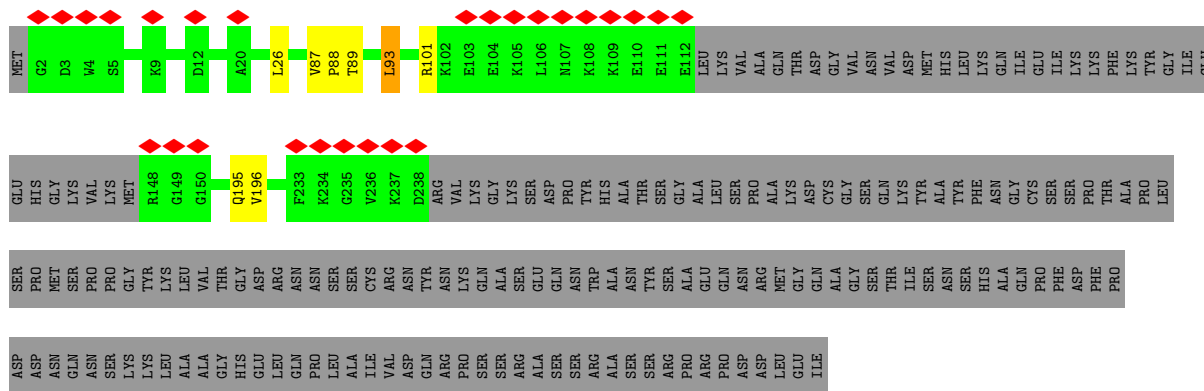 MET G2 D3 W4 S5 K9 D12 A20 L26 V87 P88 T89 L93 R101 K102 E103 E104 K105 L106 N107 K108 K109 E110 E111 E112 LEU LYS VAL ALA GLN THR ASP GLY VAL ASN VAL ASP MET HIS LEU LYS GLN ILE GLU ILE LYS LYS PHE LYS TYR GLY ILE GLU
GLU HIS GLY LYS VAL LYS MET R148 G149 G150 Q195 V196 F233 K234 G235 V236 K237 D238 ARG VAL LYS GLY LYS SER ASP PRO TYR HIS ALA THR SER GLY ALA LEU SER PRO ALA LYS ASP CYS GLY SER GLN LYS TYR ALA TYR PHE ASN GLY CYS SER SER PRO THR ALA PRO LEU
SER PRO MET SER PRO PRO GLY TYR LYS LEU VAL THR GLY ASP ARG ASN ASN SER SER CYS ARG ASN TYR ASN LYS GLN ALA SER GLU GLN ASN TRP ALA ASN TYR SER ALA GLU GLN ASN ARG MET GLY GLN ALA GLY SER THR ILE SER ASN SER HIS ALA GLN PRO PHE ASP PHE PRO
ASP ASP ASN GLN ASN SER LYS LYS LEU ALA ALA GLY HIS GLU LEU GLN PRO LEU ALA ILE VAL ASP GLN ARG PRO SER SER ARG ALA SER SER ARG ALA SER SER ARG PRO ARG PRO ASP ASP LEU GLU ILE